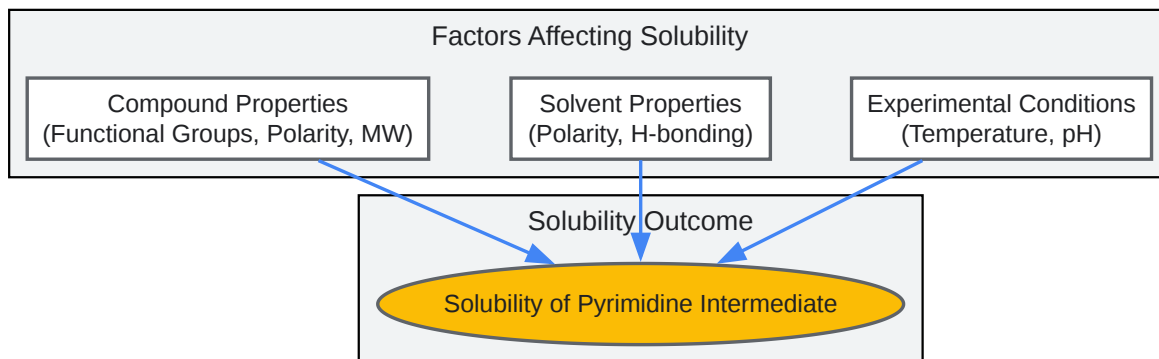 Factors Affecting Solubility
Compound Properties
(Functional Groups, Polarity, MW)
Solvent Properties
(Polarity, H-bonding)
Experimental Conditions
(Temperature, pH)
Solubility Outcome
Solubility of Pyrimidine Intermediate